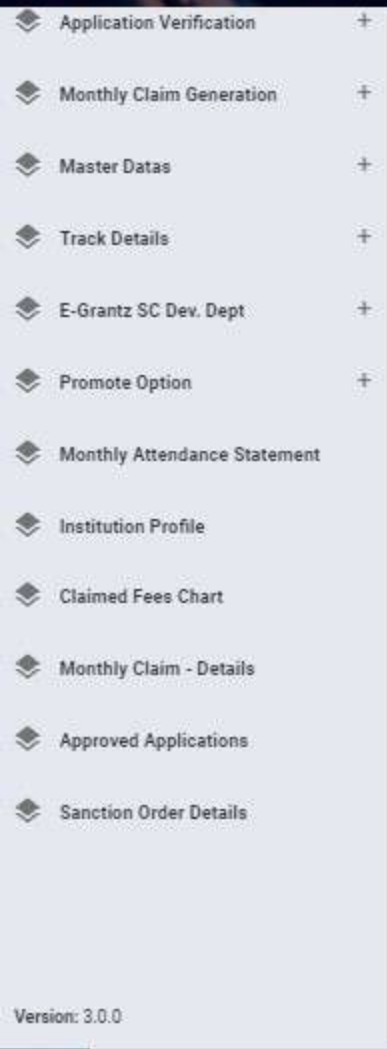 Application Verification +
Monthly Claim Generation +
Master Datas +
Track Details +
E-Grantz SC Dev. Dept +
Promote Option +
Monthly Attendance Statement
Institution Profile
Claimed Fees Chart
Monthly Claim - Details
Approved Applications
Sanction Order Details
Version: 3.0.0